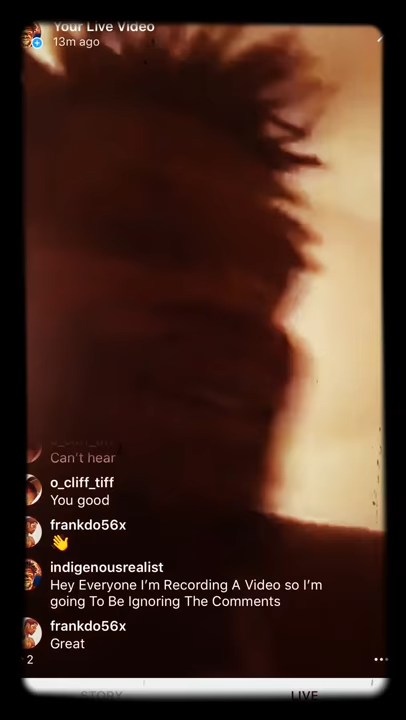 Your Live Video
13m ago
Can't hear
o_cliff_tiff
You good
frankdo56x
👋
indigenousrealist
Hey Everyone I'm Recording A Video so I'm
going To Be Ignoring The Comments
frankdo56x
Great
2
STORY LIVE